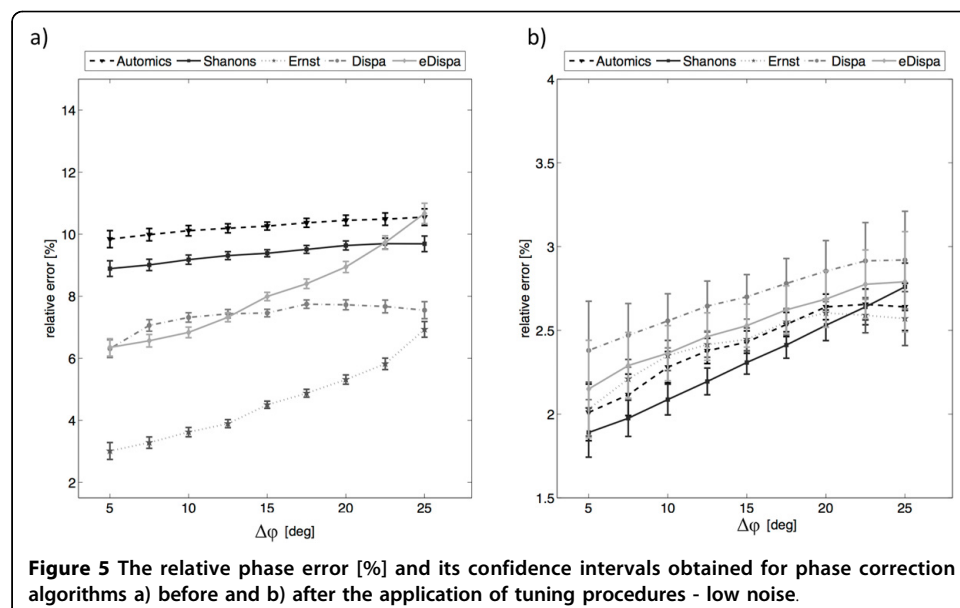 a)
Automics Shanons Ernst Dispa eDispa
14
12
10
8
6
4
2
relative error [%]
5 10 15 20 25
Δφ [deg]
b)
Automics Shanons Ernst Dispa eDispa
4
3.5
3
2.5
2
1.5
relative error [%]
5 10 15 20 25
Δφ [deg]
Figure 5 The relative phase error [%] and its confidence intervals obtained for phase correction
algorithms a) before and b) after the application of tuning procedures - low noise.